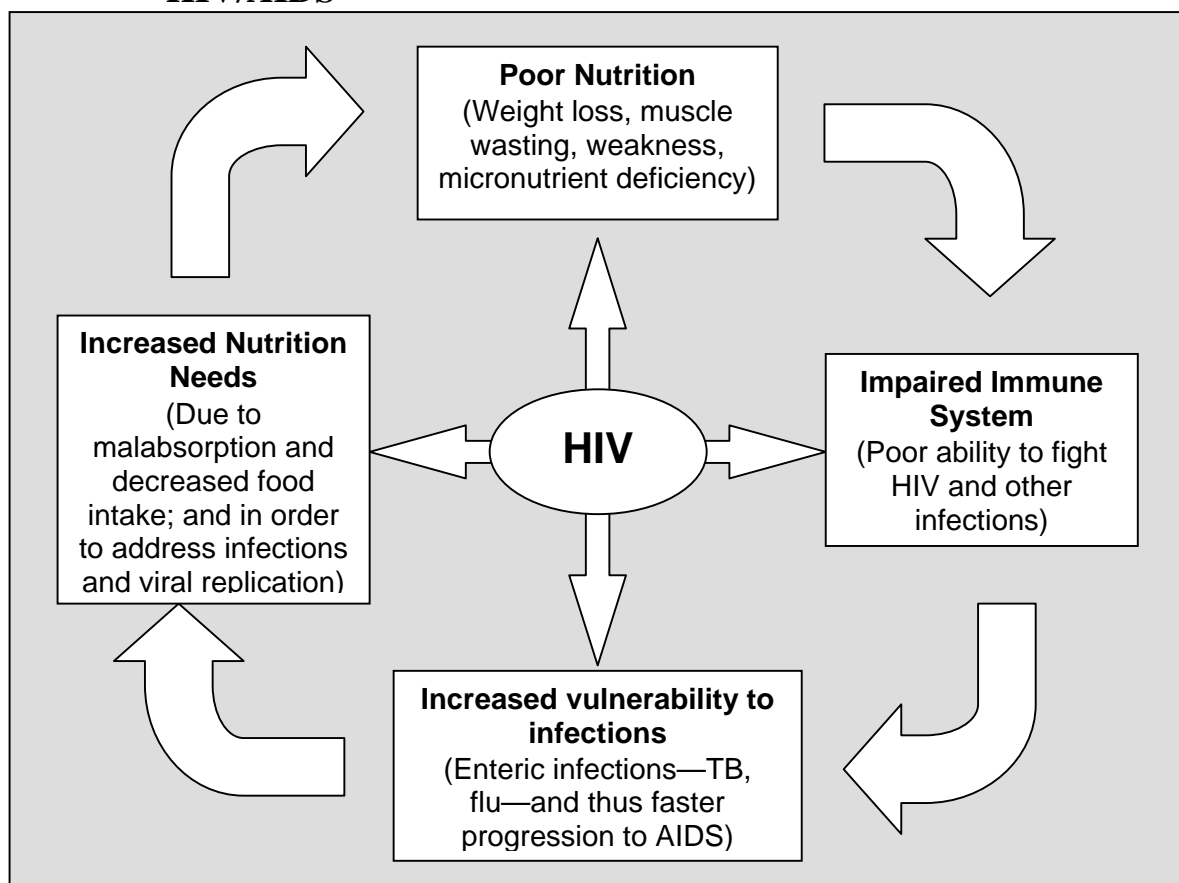 HIV/AIDS
Poor Nutrition
(Weight loss, muscle
wasting, weakness,
micronutrient deficiency)
Increased Nutrition
Needs
(Due to
malabsorption and
decreased food
intake; and in order
to address infections
and viral replication)
HIV
Impaired Immune
System
(Poor ability to fight
HIV and other
infections)
Increased vulnerability to
infections
(Enteric infections—TB,
flu—and thus faster
progression to AIDS)